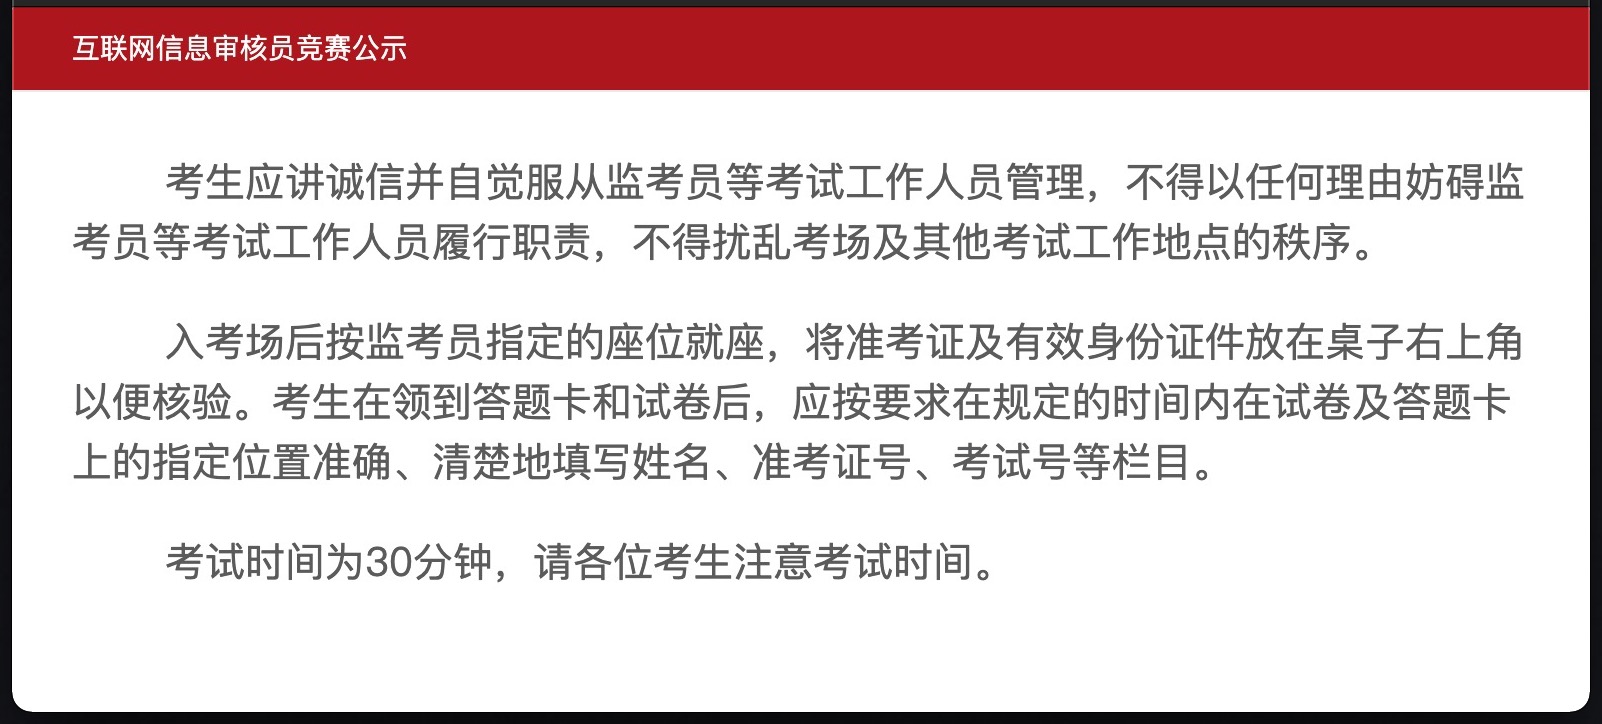 互联网信息审核员竞赛公示
考生应讲诚信并自觉服从监考员等考试工作人员管理，不得以任何理由妨碍监
考员等考试工作人员履行职责，不得扰乱考场及其他考试工作地点的秩序。
入考场后按监考员指定的座位就座，将准考证及有效身份证件放在桌子右上角
以便核验。考生在领到答题卡和试卷后，应按要求在规定的时间内在试卷及答题卡
上的指定位置准确、清楚地填写姓名、准考证号、考试号等栏目。
考试时间为30分钟，请各位考生注意考试时间。